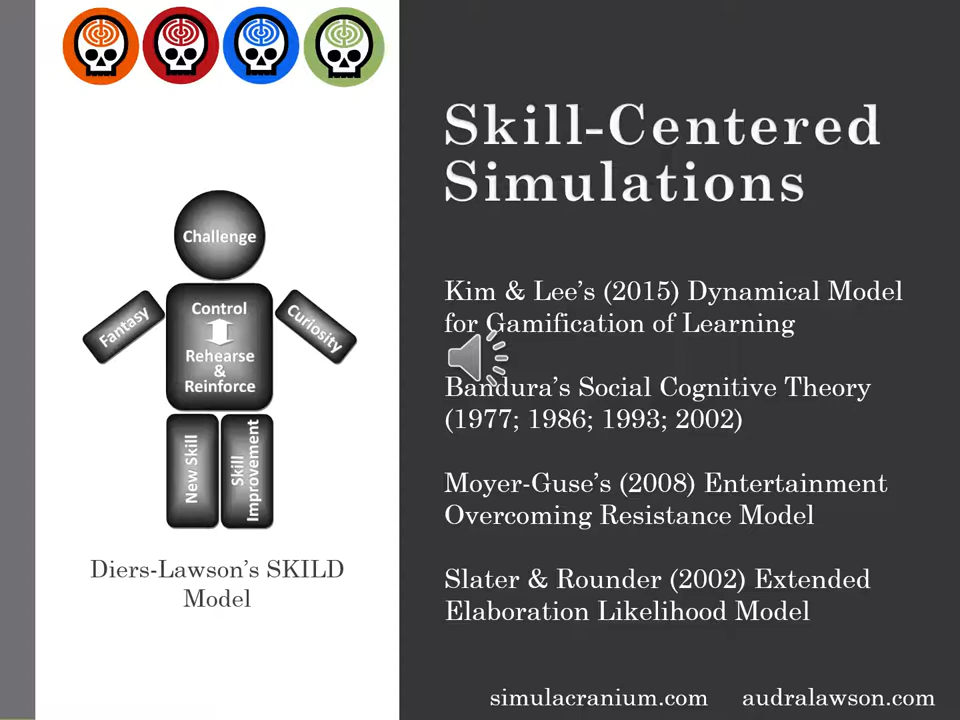 Skill-Centered
Simulations
Challenge
Fantasy
Control
Curiosity
Rehearse
&
Reinforce
New Skill
Skill
Improvement
Diers-Lawson’s SKILD
Model
Kim & Lee’s (2015) Dynamical Model
for Gamification of Learning
Bandura’s Social Cognitive Theory
(1977; 1986; 1993; 2002)
Moyer-Guse’s (2008) Entertainment
Overcoming Resistance Model
Slater & Rounder (2002) Extended
Elaboration Likelihood Model
simulacranium.com audralawson.com